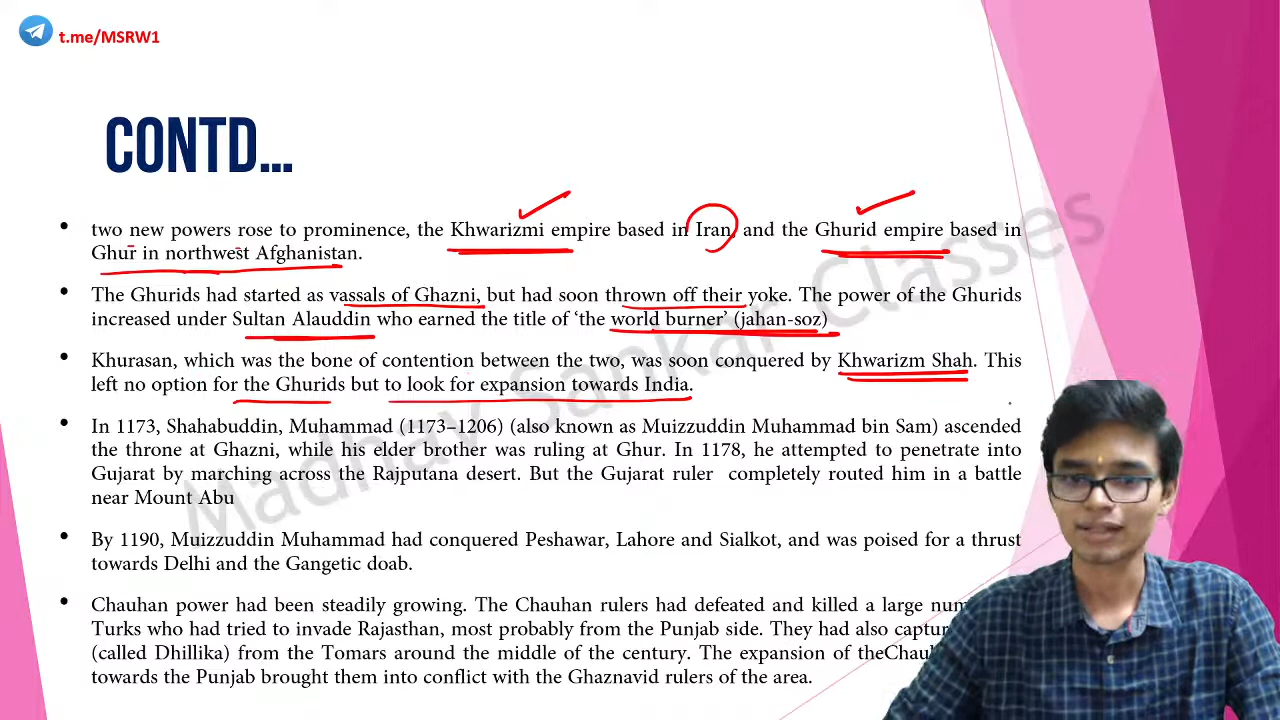 t.me/MSRW1
CONTD...
• two new powers rose to prominence, the Khwarizmi empire based in Iran, and the Ghurid empire based in
Ghur in northwest Afghanistan.
• The Ghurids had started as vassals of Ghazni, but had soon thrown off their yoke. The power of the Ghurids
increased under Sultan Alauddin who earned the title of ‘the world burner’ (jahan-soz)
• Khurasan, which was the bone of contention between the two, was soon conquered by Khwarizm Shah. This
left no option for the Ghurids but to look for expansion towards India.
• In 1173, Shahabuddin, Muhammad (1173–1206) (also known as Muizzuddin Muhammad bin Sam) ascended
the throne at Ghazni, while his elder brother was ruling at Ghur. In 1178, he attempted to penetrate into
Gujarat by marching across the Rajputana desert. But the Gujarat ruler completely routed him in a battle
near Mount Abu
• By 1190, Muizzuddin Muhammad had conquered Peshawar, Lahore and Sialkot, and was poised for a thrust
towards Delhi and the Gangetic doab.
• Chauhan power had been steadily growing. The Chauhan rulers had defeated and killed a large
Turks who had tried to invade Rajasthan, most probably from the Punjab side. They had also
(called Dhillika) from the Tomars around the middle of the century. The expansion of
towards the Punjab brought them into conflict with the Ghaznavid rulers of the area.
Madhav Sankar Classes